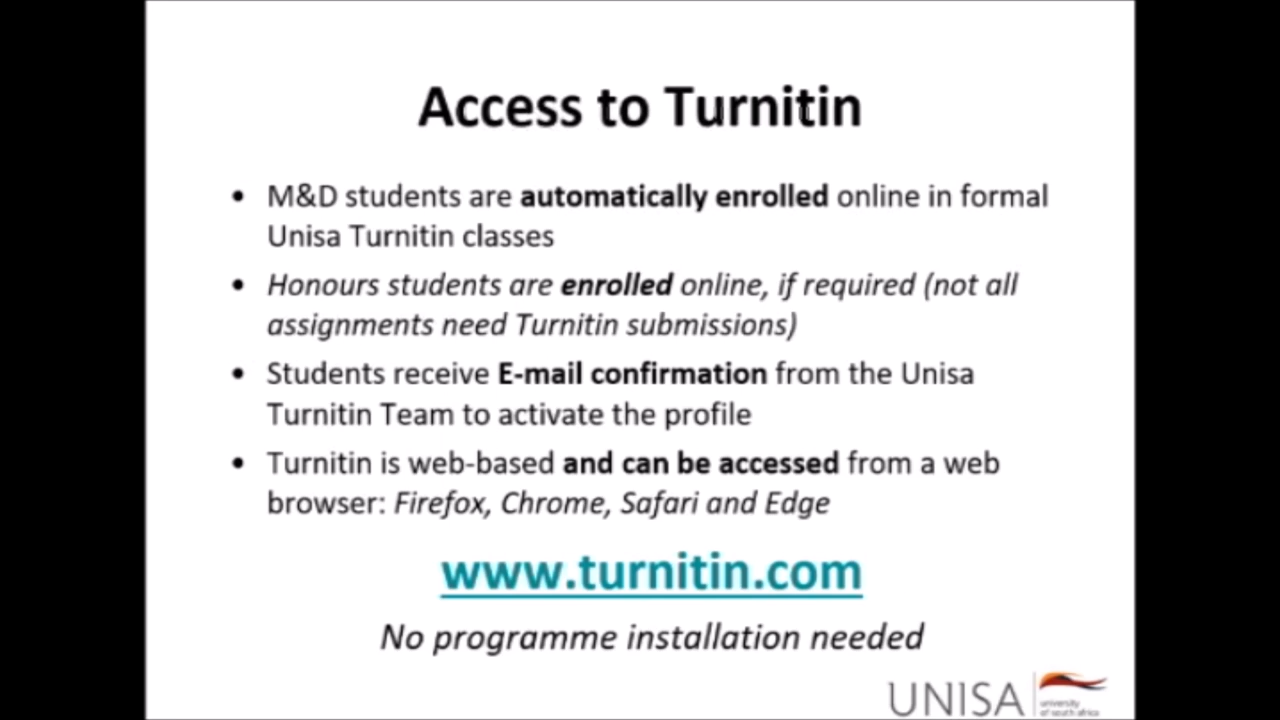 Access to Turnitin
• M&D students are automatically enrolled online in formal
Unisa Turnitin classes
• Honours students are enrolled online, if required (not all
assignments need Turnitin submissions)
• Students receive E-mail confirmation from the Unisa
Turnitin Team to activate the profile
• Turnitin is web-based and can be accessed from a web
browser: Firefox, Chrome, Safari and Edge
www.turnitin.com
No programme installation needed
UNISA
university
of south africa